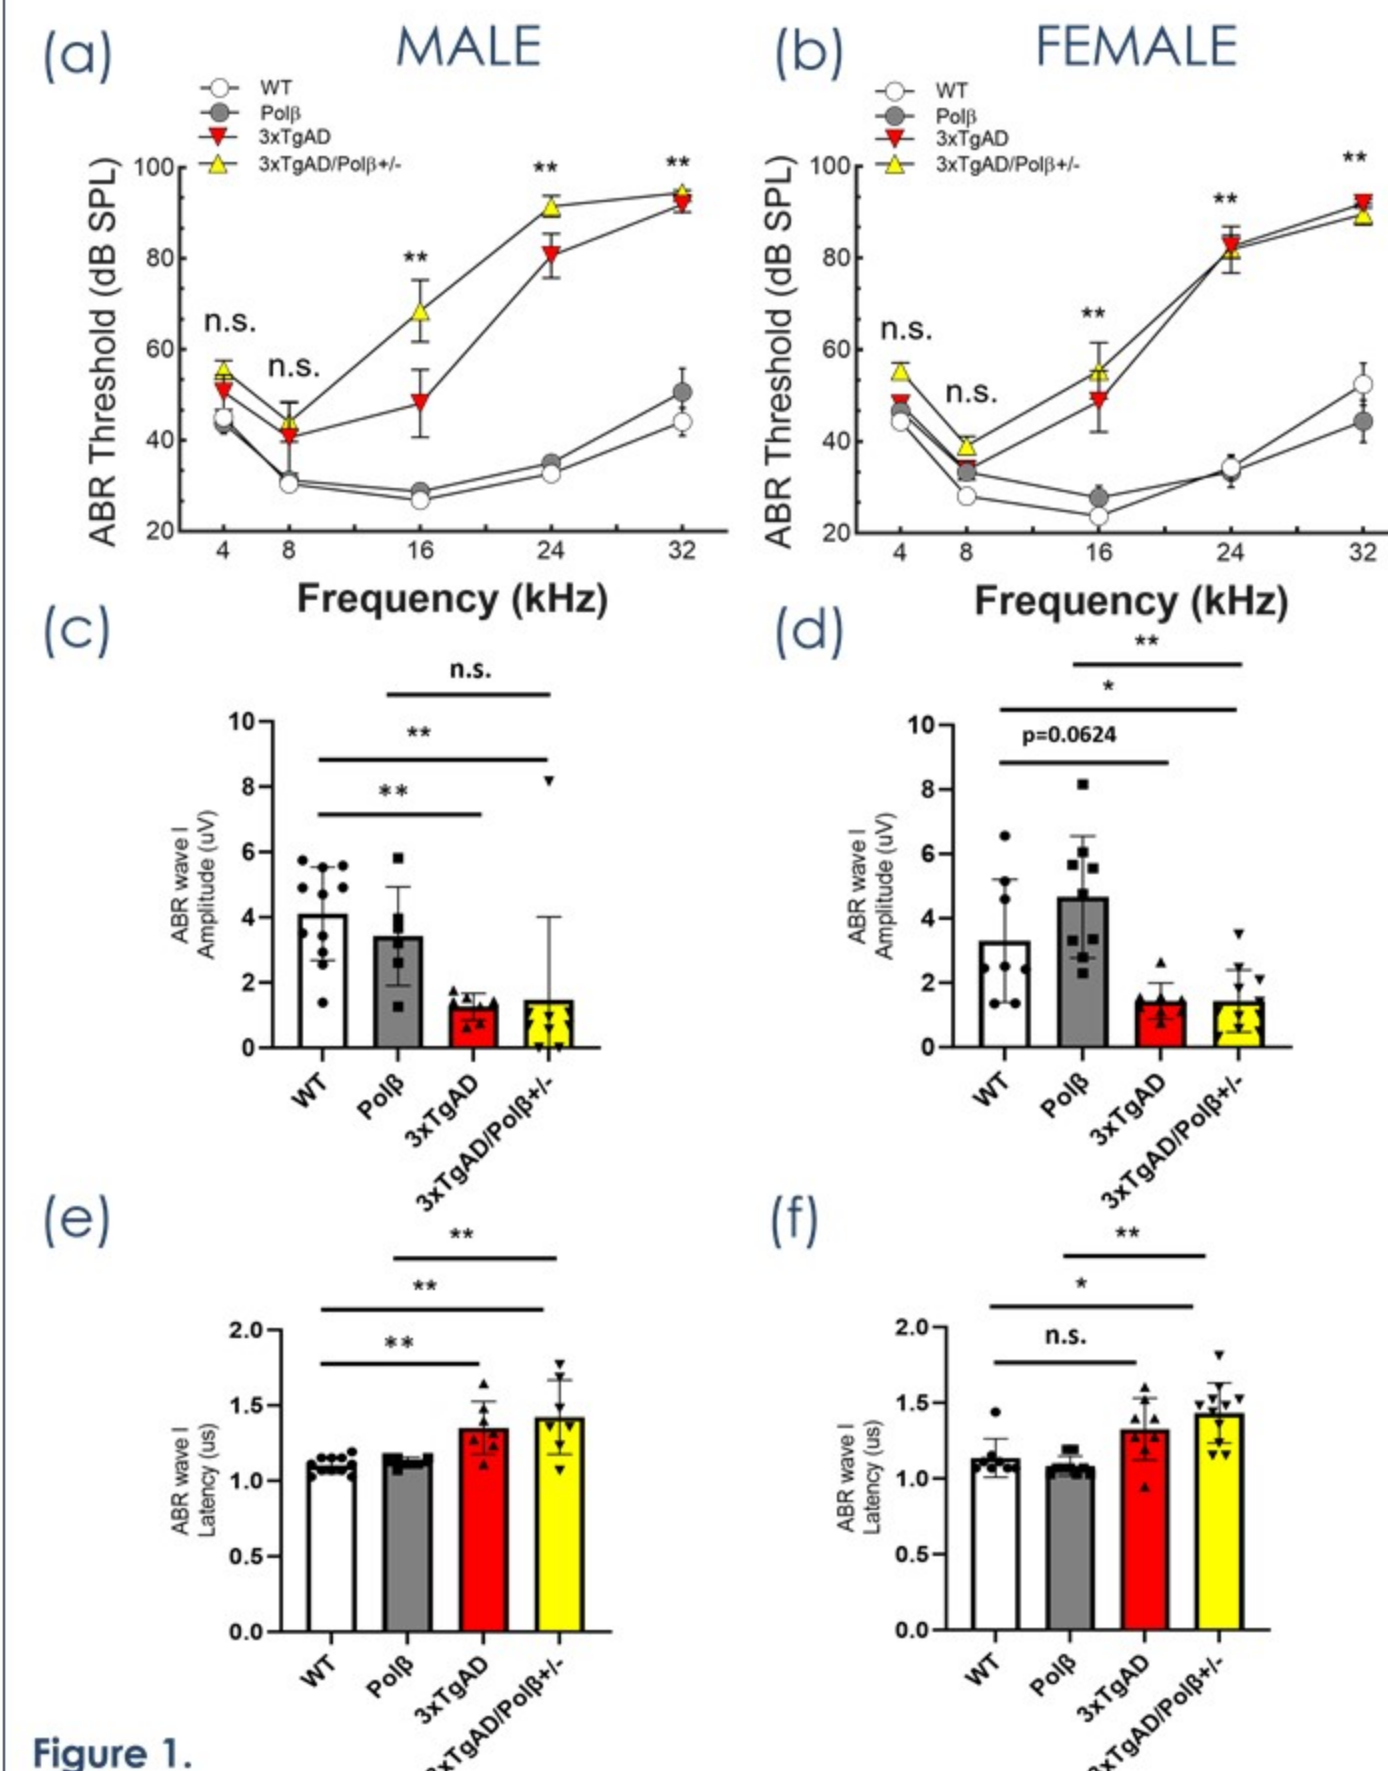 (a)
MALE
WT
Polβ
3xTgAD
3xTgAD/Polβ+/-
ABR Threshold (dB SPL)
100
80
60
40
20
n.s.
n.s.
**
**
**
4 8 16 24 32
Frequency (kHz)
(b)
FEMALE
WT
Polβ
3xTgAD
3xTgAD/Polβ+/-
ABR Threshold (dB SPL)
100
80
60
40
20
n.s.
n.s.
**
**
**
4 8 16 24 32
Frequency (kHz)
(c)
n.s.
**
**
ABR wave I
Amplitude (uV)
10
8
6
4
2
0
WT
Polβ
3xTgAD
3xTgAD/Polβ+/-
(d)
**
*
p=0.0624
ABR wave I
Amplitude (uV)
10
8
6
4
2
0
WT
Polβ
3xTgAD
3xTgAD/Polβ+/-
(e)
**
**
**
ABR wave I
Latency (us)
2.0
1.5
1.0
0.5
0.0
WT
Polβ
3xTgAD
3xTgAD/Polβ+/-
(f)
**
*
n.s.
ABR wave I
Latency (us)
2.0
1.5
1.0
0.5
0.0
WT
Polβ
3xTgAD
3xTgAD/Polβ+/-
Figure 1.